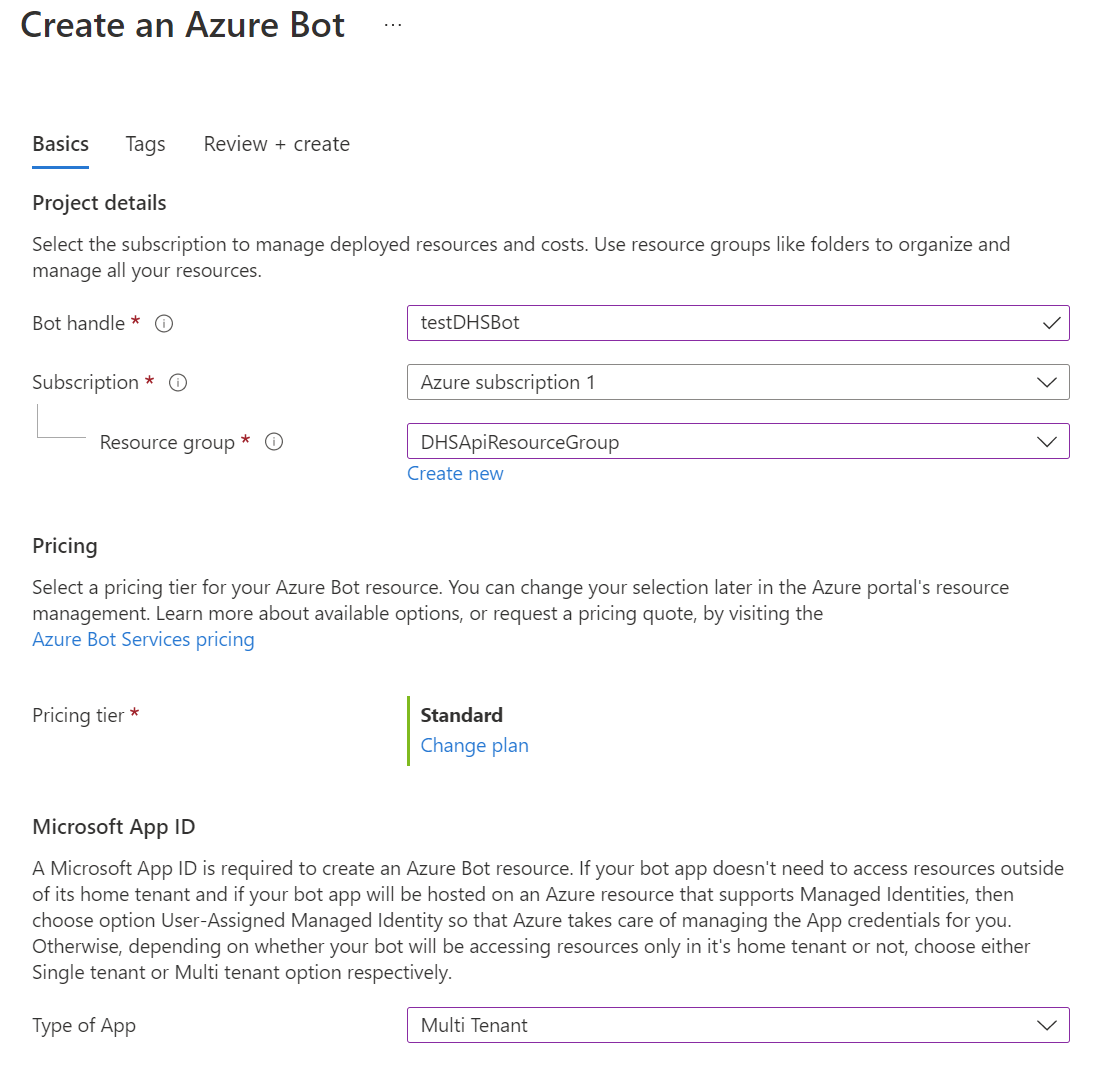 Create an Azure Bot ...
Basics Tags Review + create
Project details
Select the subscription to manage deployed resources and costs. Use resource groups like folders to organize and
manage all your resources.
Bot handle * testDHSBot
Subscription * Azure subscription 1
Resource group * DHSApiResourceGroup
Create new
Pricing
Select a pricing tier for your Azure Bot resource. You can change your selection later in the Azure portal's resource
management. Learn more about available options, or request a pricing quote, by visiting the
Azure Bot Services pricing
Pricing tier * Standard
Change plan
Microsoft App ID
A Microsoft App ID is required to create an Azure Bot resource. If your bot app doesn't need to access resources outside
of its home tenant and if your bot app will be hosted on an Azure resource that supports Managed Identities, then
choose option User-Assigned Managed Identity so that Azure takes care of managing the App credentials for you.
Otherwise, depending on whether your bot will be accessing resources only in it's home tenant or not, choose either
Single tenant or Multi tenant option respectively.
Type of App Multi Tenant